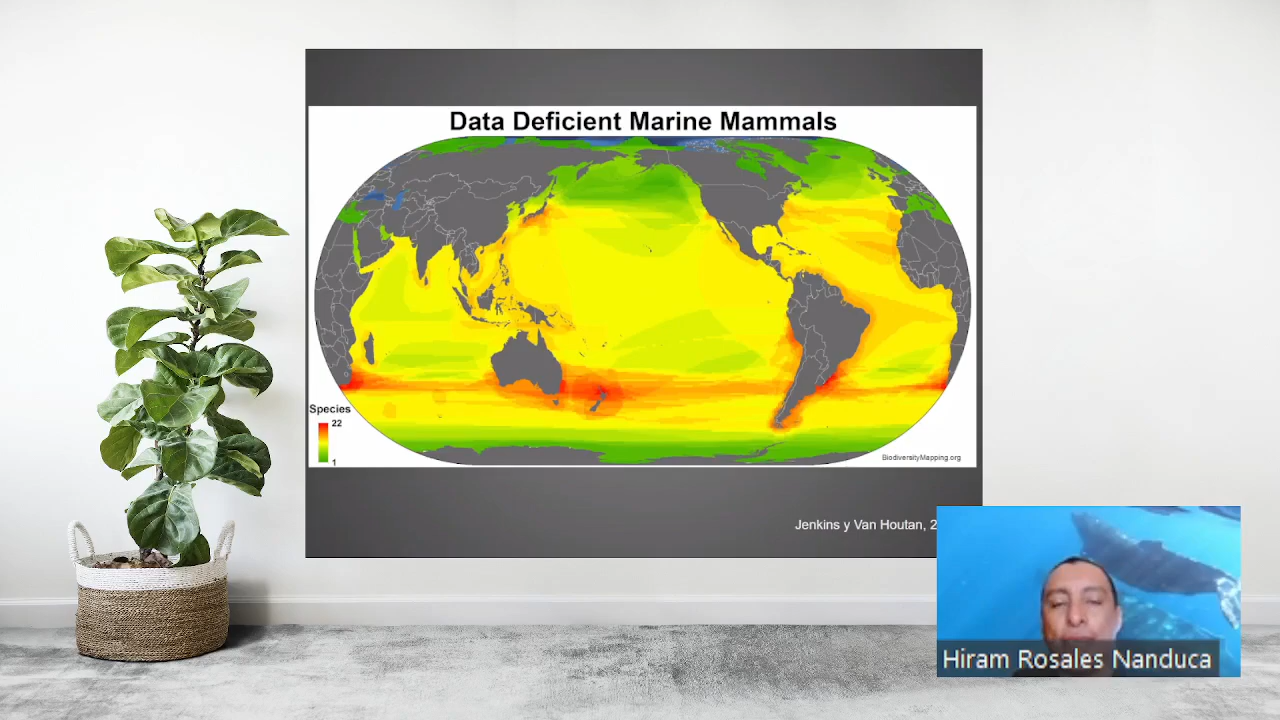 Data Deficient Marine Mammals
Species
22
1
BiodiversityMapping.org
Jenkins y Van Houtan, 2
Hiram Rosales Nanduca